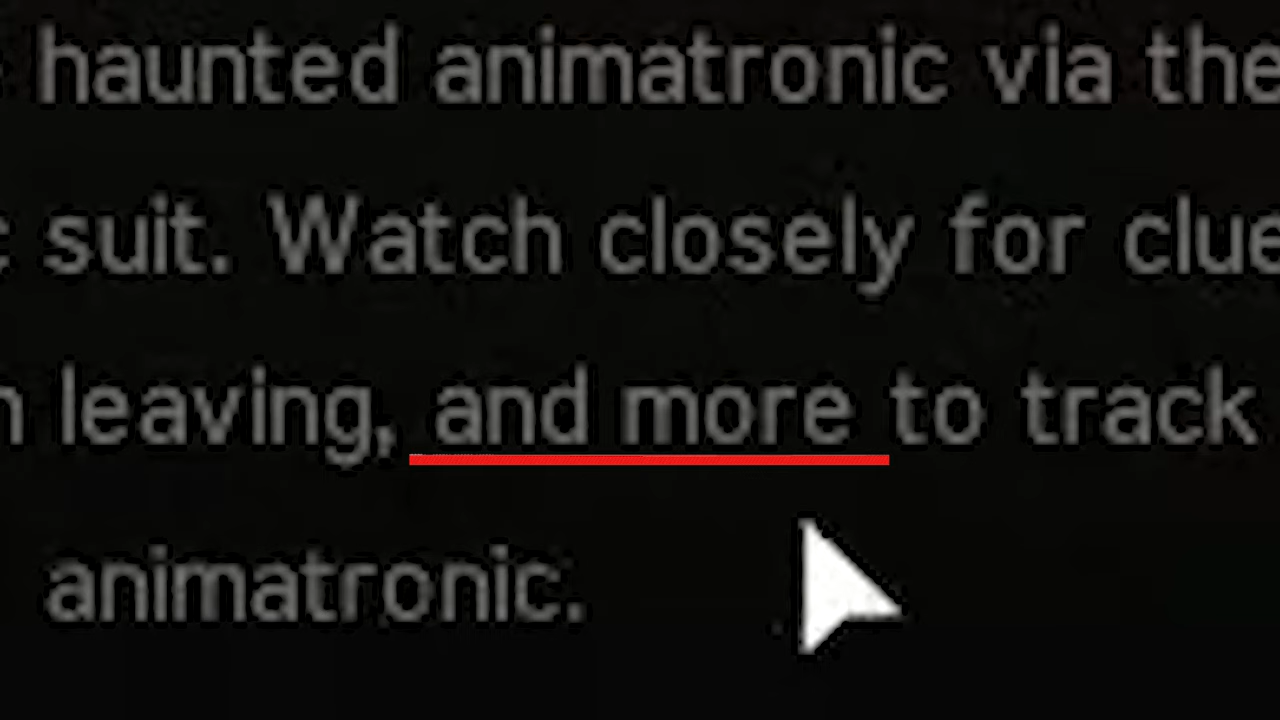 haunted animatronic via the
suit. Watch closely for clue
leaving, and more to track
animatronic.